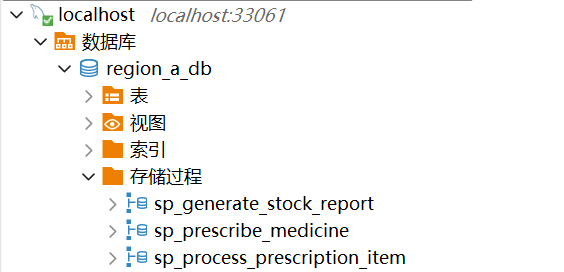 localhost localhost:33061
数据库
region_a_db
表
视图
索引
存储过程
sp_generate_stock_report
sp_prescribe_medicine
sp_process_prescription_item